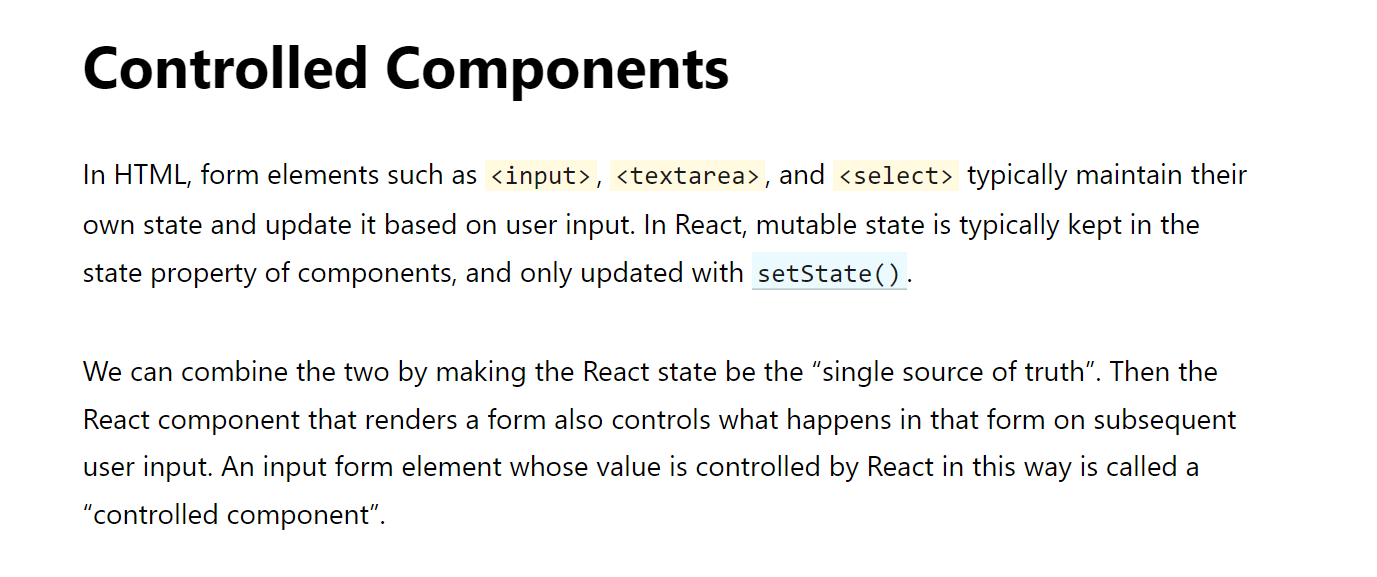 Controlled Components
In HTML, form elements such as <input>, <textarea>, and <select> typically maintain their
own state and update it based on user input. In React, mutable state is typically kept in the
state property of components, and only updated with setState().
We can combine the two by making the React state be the “single source of truth”. Then the
React component that renders a form also controls what happens in that form on subsequent
user input. An input form element whose value is controlled by React in this way is called a
“controlled component”.